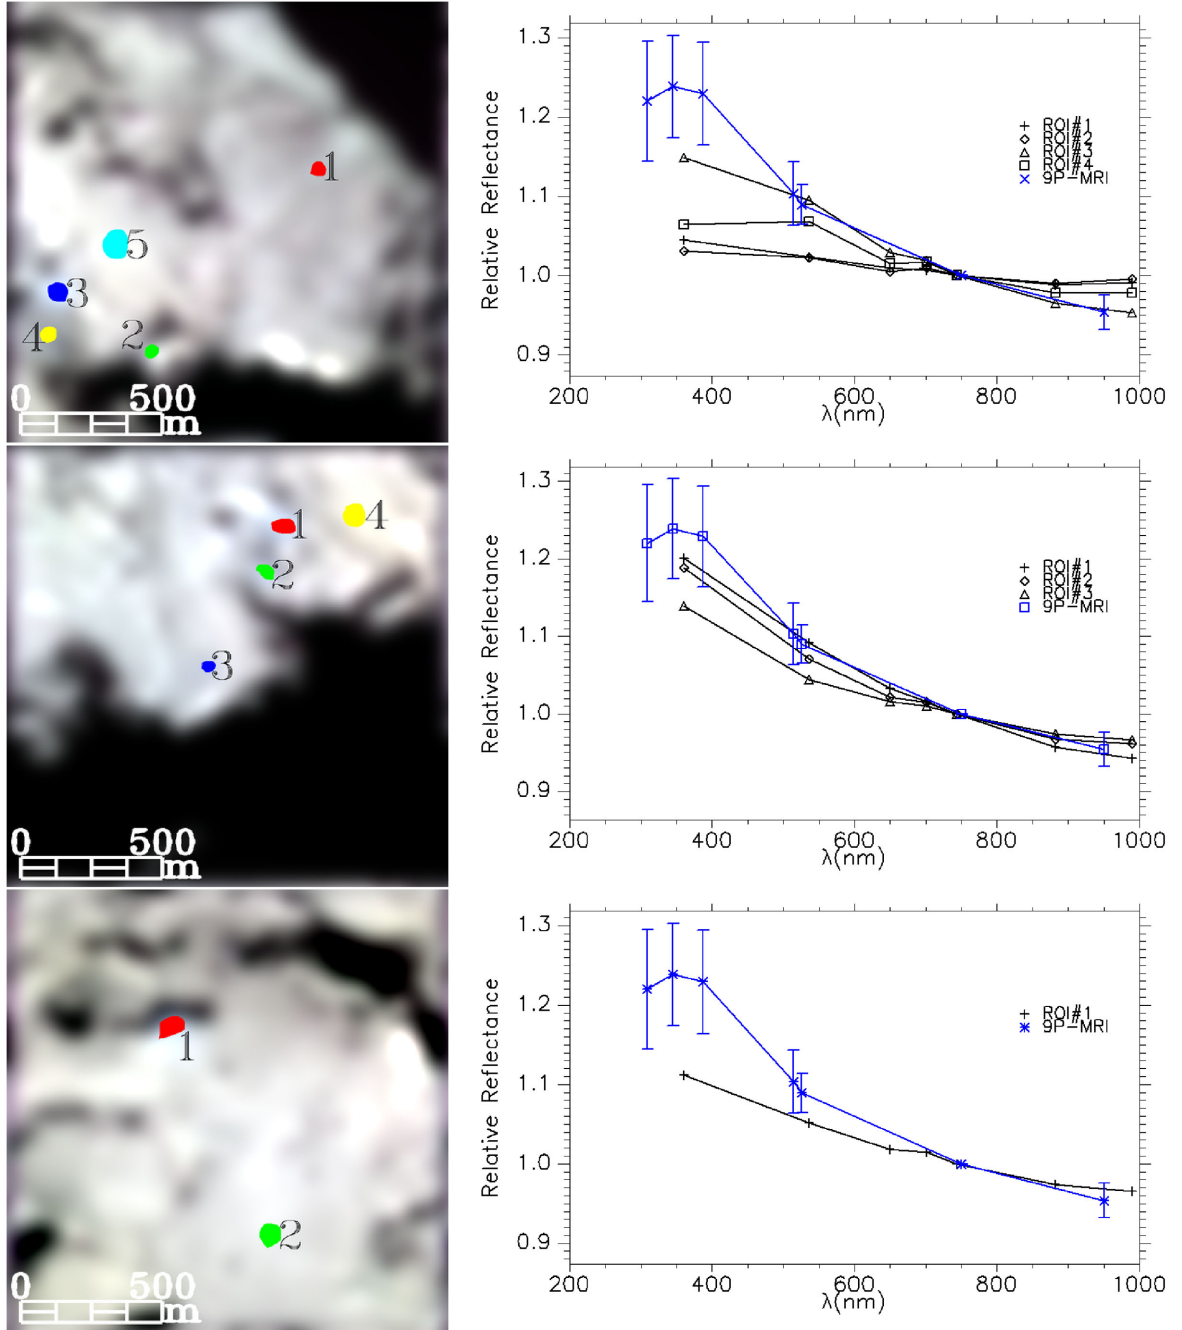 1
5
3
4
2
0 500
m
1.3
1.2
1.1
1.0
0.9
Relative Reflectance
ROI#1
ROI#2
ROI#3
ROI#4
9P-MRI
200 400 600 800 1000
λ(nm)
1
4
2
3
0 500
m
1.3
1.2
1.1
1.0
0.9
Relative Reflectance
ROI#1
ROI#2
ROI#3
9P-MRI
200 400 600 800 1000
λ(nm)
1
2
0 500
m
1.3
1.2
1.1
1.0
0.9
Relative Reflectance
ROI#1
9P-MRI
200 400 600 800 1000
λ(nm)